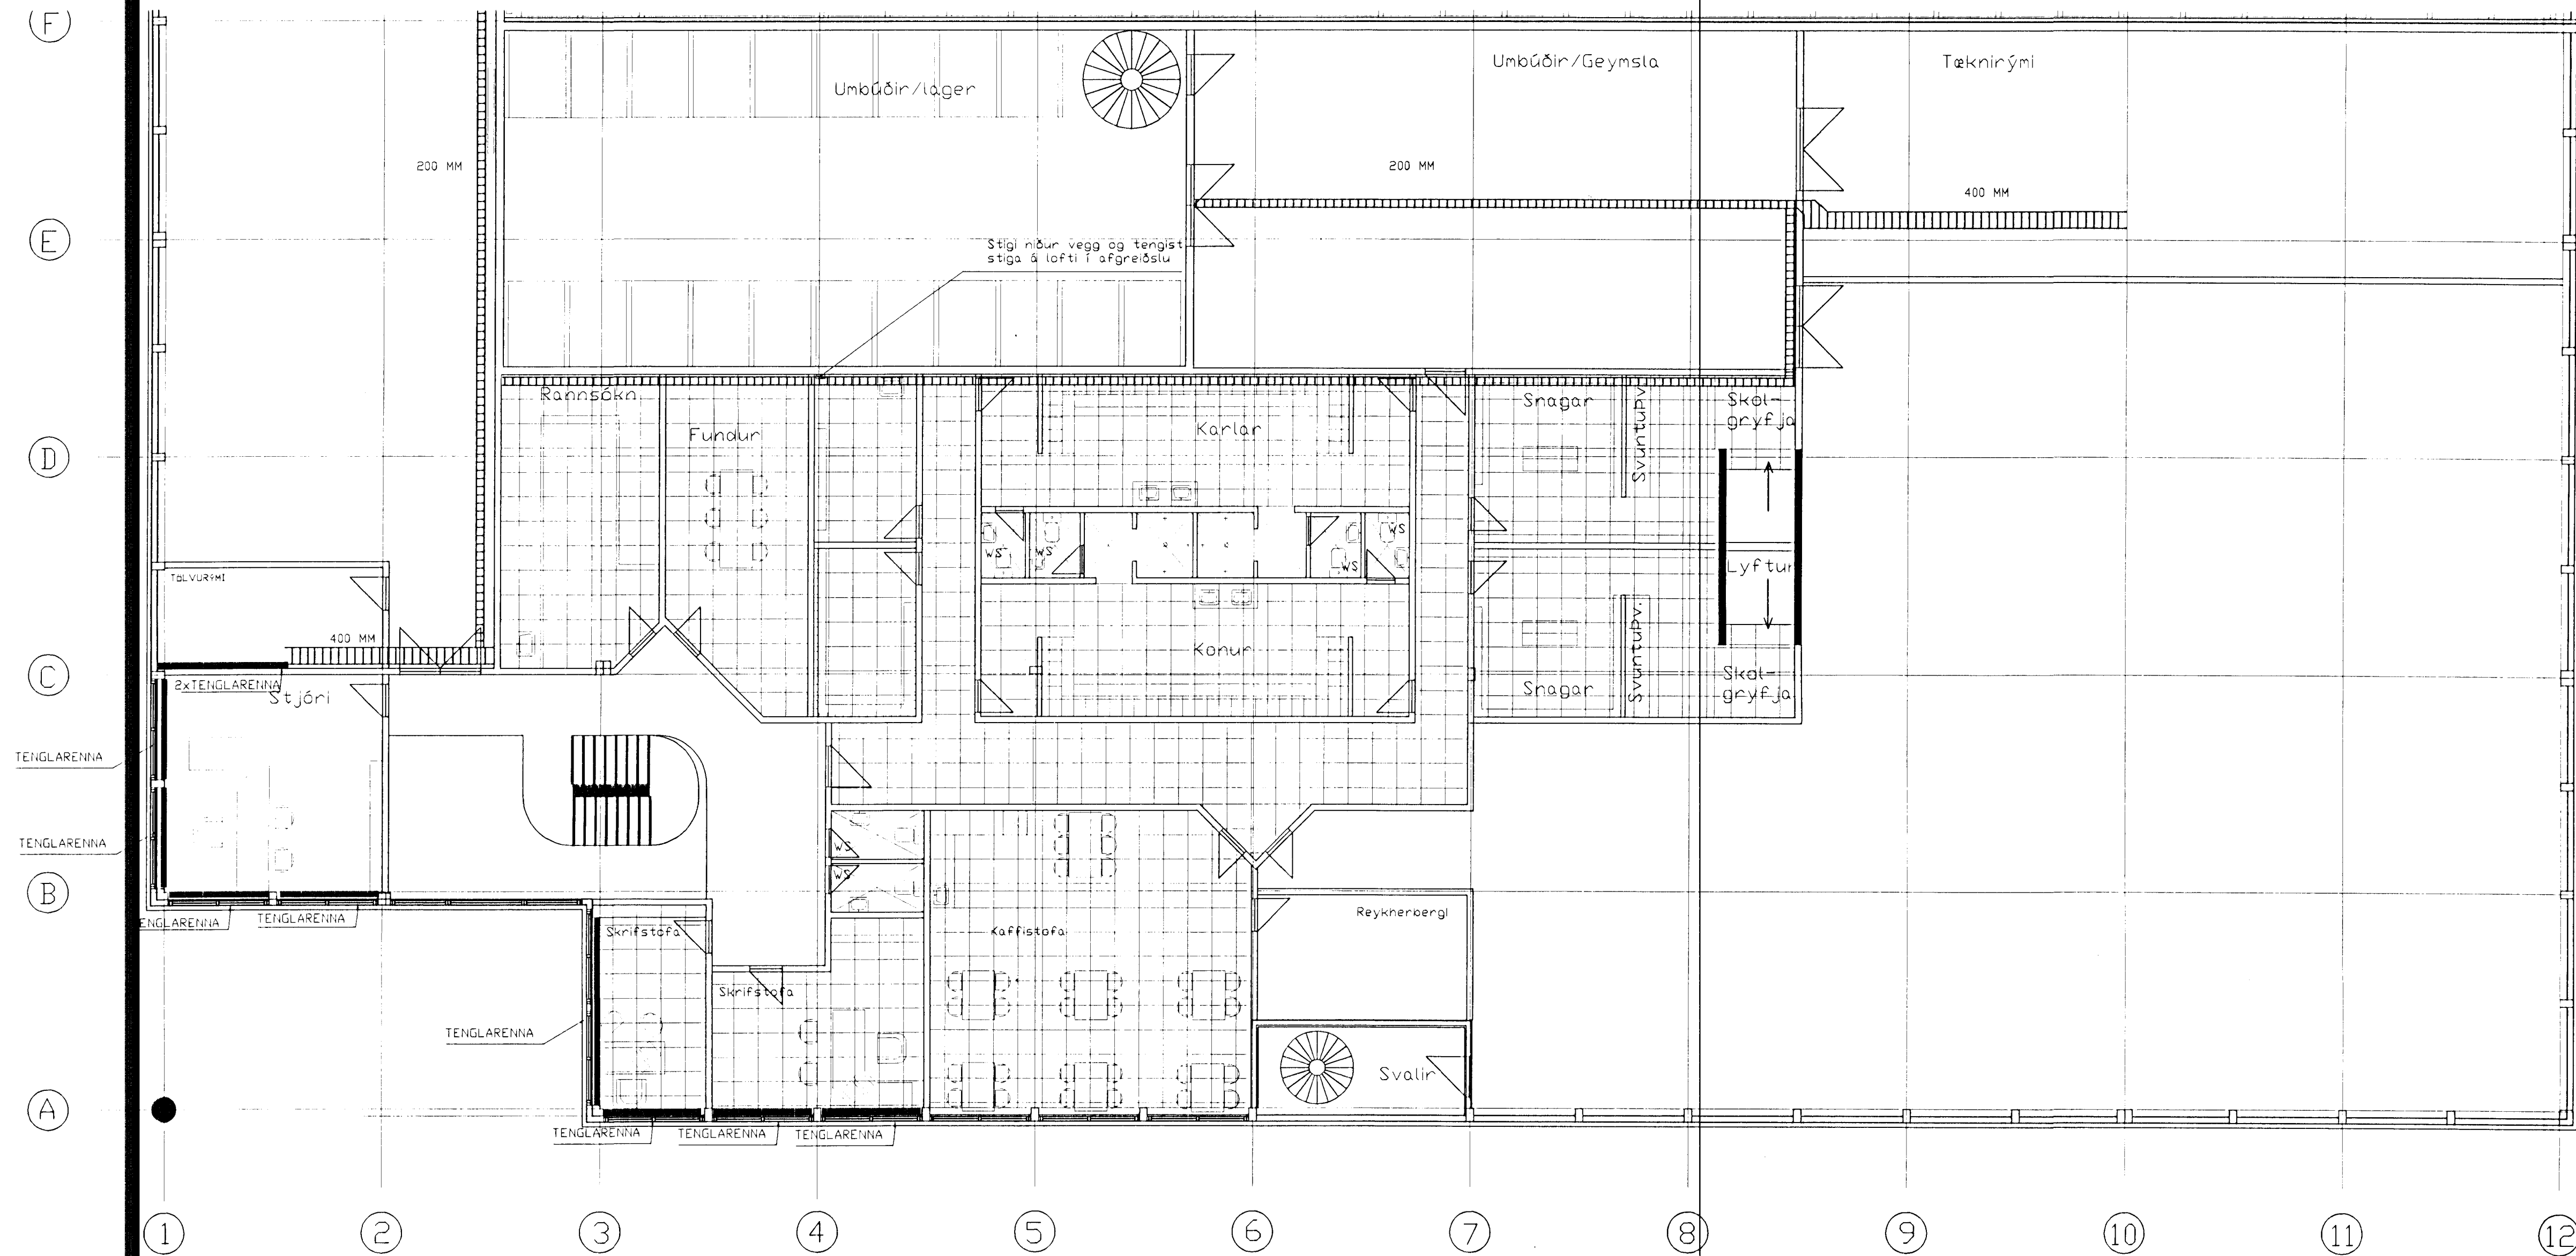 F
Umbúðir/lager
Umbúðir/Geymsla
Tæknirými
200 MM
200 MM
400 MM
E
Stigi niður vegg og tengist
stiga á lofti í afgreiðslu
Rannsókn
Fundur
Karlar
Snagar
Svuntuþv
Skol-
gryfja
D
WS
WS
WS
WS
Lyftur
TÖLVURÝMI
400 MM
C
2xTENGLARENNA
Stjóri
Konur
Snagar
Svuntuþv.
Skol-
gryfja
TENGLARENNA
TENGLARENNA
WS
WS
B
ENGLARENNA
TENGLARENNA
Skrifstofa
Kaffistofa
Reykherbergi
Skrifstofa
TENGLARENNA
Svalir
A
TENGLARENNA
TENGLARENNA
TENGLARENNA
1
2
3
4
5
6
7
8
9
10
11
12